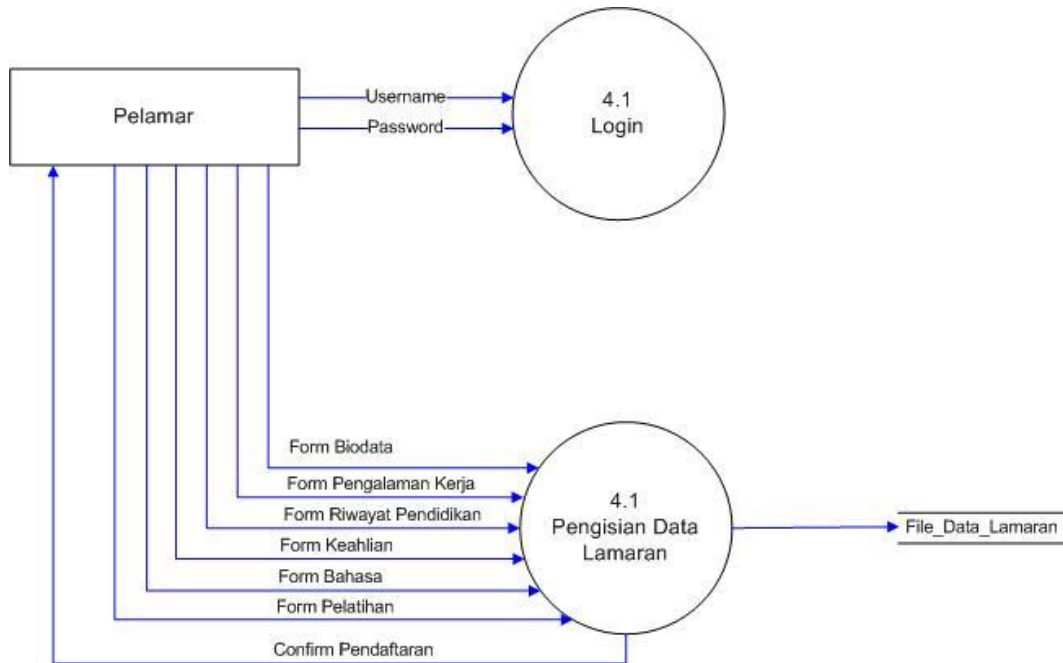 Pelamar
Username
Password
4.1
Login
Form Biodata
Form Pengalaman Kerja
Form Riwayat Pendidikan
Form Keahlian
Form Bahasa
Form Pelatihan
Confirm Pendaftaran
4.1
Pengisian Data
Lamaran
File_Data_Lamaran